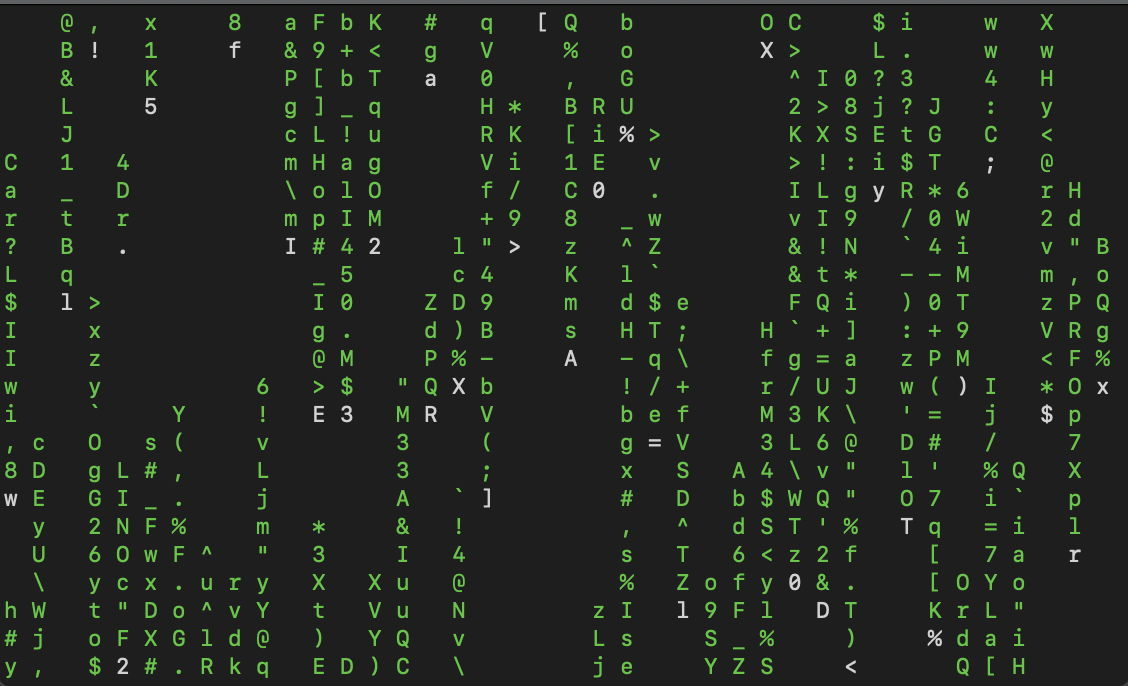 @ , x 8 a F b K # q [ Q b O C $ i w X
B ! 1 f & 9 + < g V % o X > L . w w
& K P [ b T a 0 , G ^ I 0 ? 3 4 H
L 5 g ] _ q H * B R U 2 > 8 j ? J : y
J c L ! u R K [ i % > K X S E t G C <
C 1 4 m H a g V i 1 E v > ! : i $ T ; @
a _ D \ o l O f / C 0 . I L g y R * 6 r H
r t r m p I M + 9 8 _ w v I 9 / 0 W 2 d
? B . I # 4 2 l " > z ^ Z & ! N ` 4 i v " B
L q _ 5 c 4 K l ` & t * - - M m , o
$ l > I 0 Z D 9 m d $ e F Q i ) 0 T z P Q
I x g . d ) B s H T ; H ` + ] : + 9 V R g
I z @ M P % - A - q \ f g = a z P M < F %
w y 6 > $ " Q X b ! / + r / U J w ( ) I * O x
i ` Y ! E 3 M R V b e f M 3 K \ ' = j $ p
, c O s ( v 3 ( g = V 3 L 6 @ D # / 7
8 D g L # , L 3 ; x S A 4 \ v " l ' % Q X
w E G I _ . j A ` ] # D b $ W Q " O 7 i ` p
y 2 N F % m * & ! , ^ d S T ' % T q = i l
U 6 O w F ^ " 3 I 4 s T 6 < z 2 f [ 7 a r
\ y c x . u r y X X u @ % Z o f y 0 & . [ O Y o
h W t " D o ^ v Y t V u N z I l 9 F l D T K r L "
# j o F X G l d @ ) Y Q v L s S _ % ) % d a i
y , $ 2 # . R k q E D ) C \ j e Y Z S < Q [ H